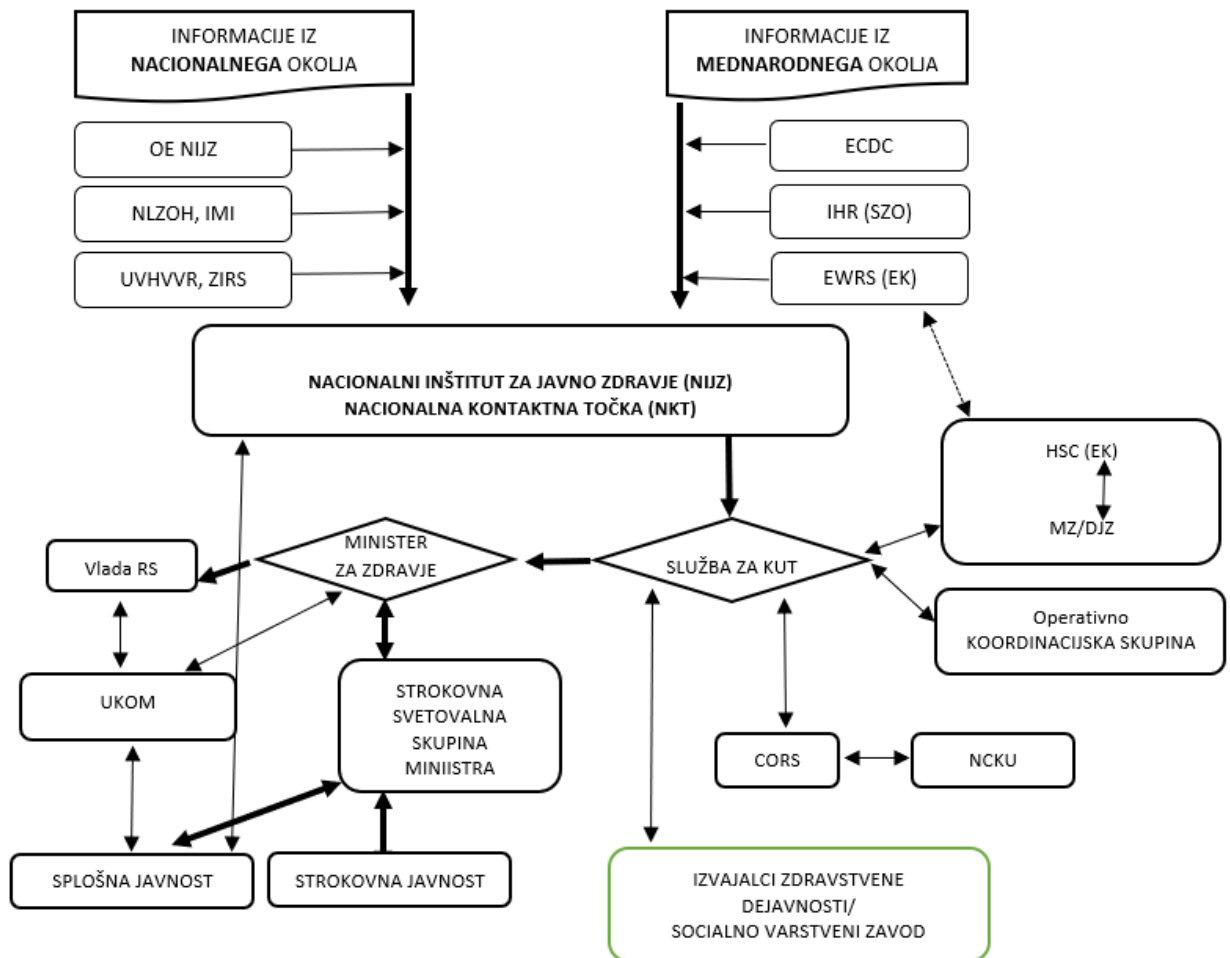 INFORMACIJE IZ
NACIONALNEGA OKOLJA
INFORMACIJE IZ
MEDNARODNEGA OKOLJA
OE NIJZ
ECDC
NLZOH, IMI
IHR (SZO)
UVHVVR, ZIRS
EWRS (EK)
NACIONALNI INŠTITUT ZA JAVNO ZDRAVJE (NIJZ)
NACIONALNA KONTAKTNA TOČKA (NKT)
HSC (EK)
MZ/DJZ
MINISTER
ZA ZDRAVJE
SLUŽBA ZA KUT
Vlada RS
Operativno
KOORDINACIJSKA SKUPINA
UKOM
STROKOVNA
SVETOVALNA
SKUPINA
MINIISTRA
CORS
NCKU
SPLOŠNA JAVNOST
STROKOVNA JAVNOST
IZVAJALCI ZDRAVSTVENE
DEJAVNOSTI/
SOCIALNO VARSTVENI ZAVOD